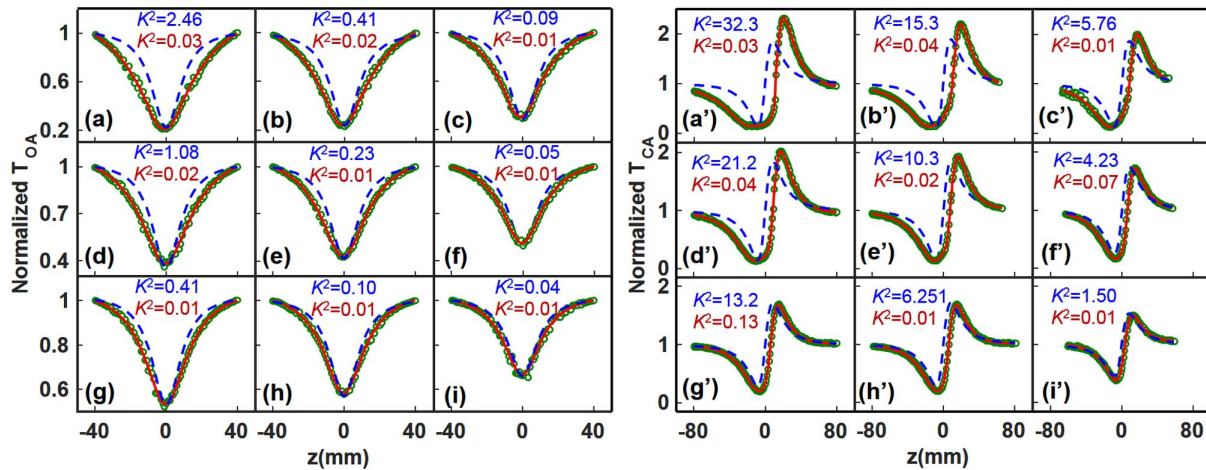 Normalized T_OA
1
0.6
0.2
K²=2.46
K²=0.03
(a)
K²=0.41
K²=0.02
(b)
K²=0.09
K²=0.01
(c)
1
0.7
0.4
K²=1.08
K²=0.02
(d)
K²=0.23
K²=0.01
(e)
K²=0.05
K²=0.01
(f)
1
0.8
0.6
K²=0.41
K²=0.01
(g)
K²=0.10
K²=0.01
(h)
K²=0.04
K²=0.01
(i)
-40 0 40 -40 0 40 -40 0 40
z(mm)
Normalized T_CA
2
1
0
K²=32.3
K²=0.03
(a')
K²=15.3
K²=0.04
(b')
K²=5.76
K²=0.01
(c')
2
1
0
K²=21.2
K²=0.04
(d')
K²=10.3
K²=0.02
(e')
K²=4.23
K²=0.07
(f')
2
1
0
K²=13.2
K²=0.13
(g')
K²=6.251
K²=0.01
(h')
K²=1.50
K²=0.01
(i')
-80 0 80 -80 0 80 -80 0 80
z(mm)